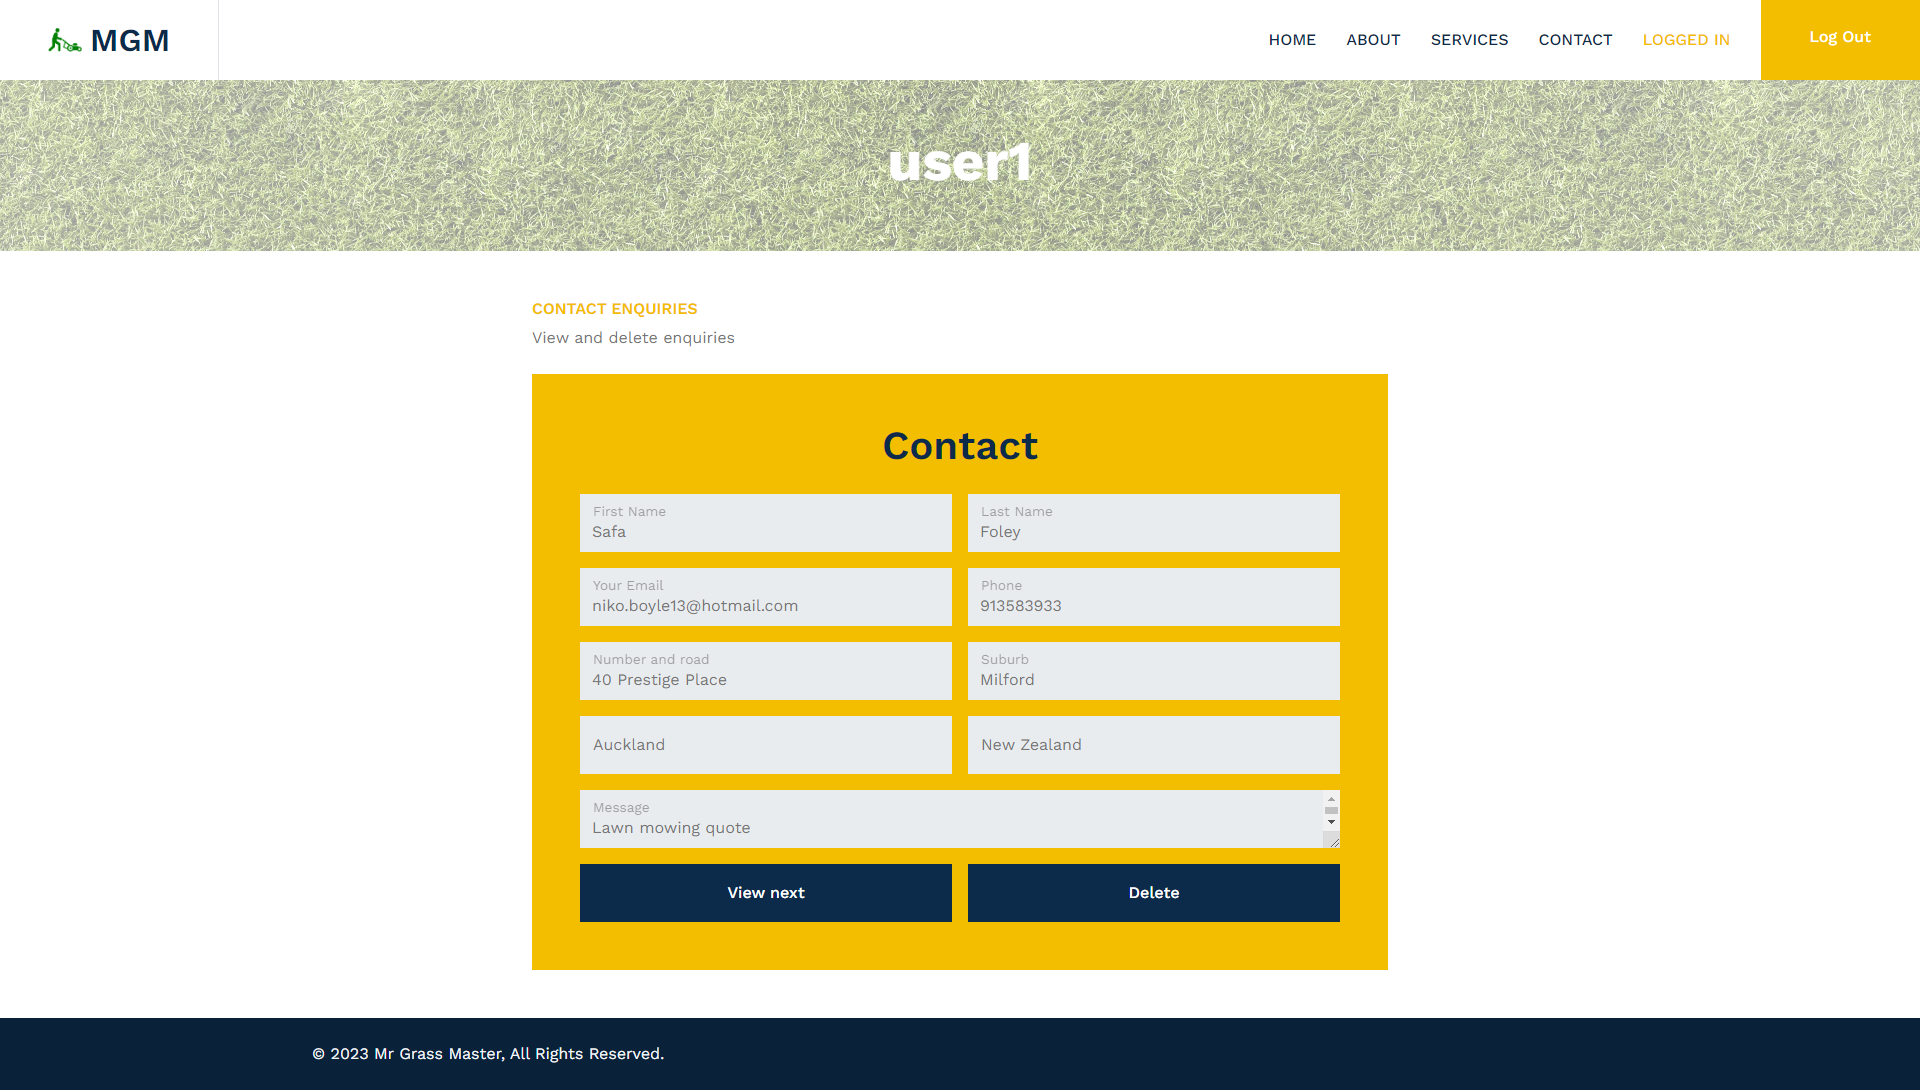 MGM
HOME ABOUT SERVICES CONTACT LOGGED IN Log Out
user1
CONTACT ENQUIRIES
View and delete enquiries
Contact
First Name Last Name
Safa Foley
Your Email Phone
niko.boyle13@hotmail.com 913583933
Number and road Suburb
40 Prestige Place Milford
Auckland New Zealand
Message
Lawn mowing quote
View next Delete
© 2023 Mr Grass Master, All Rights Reserved.